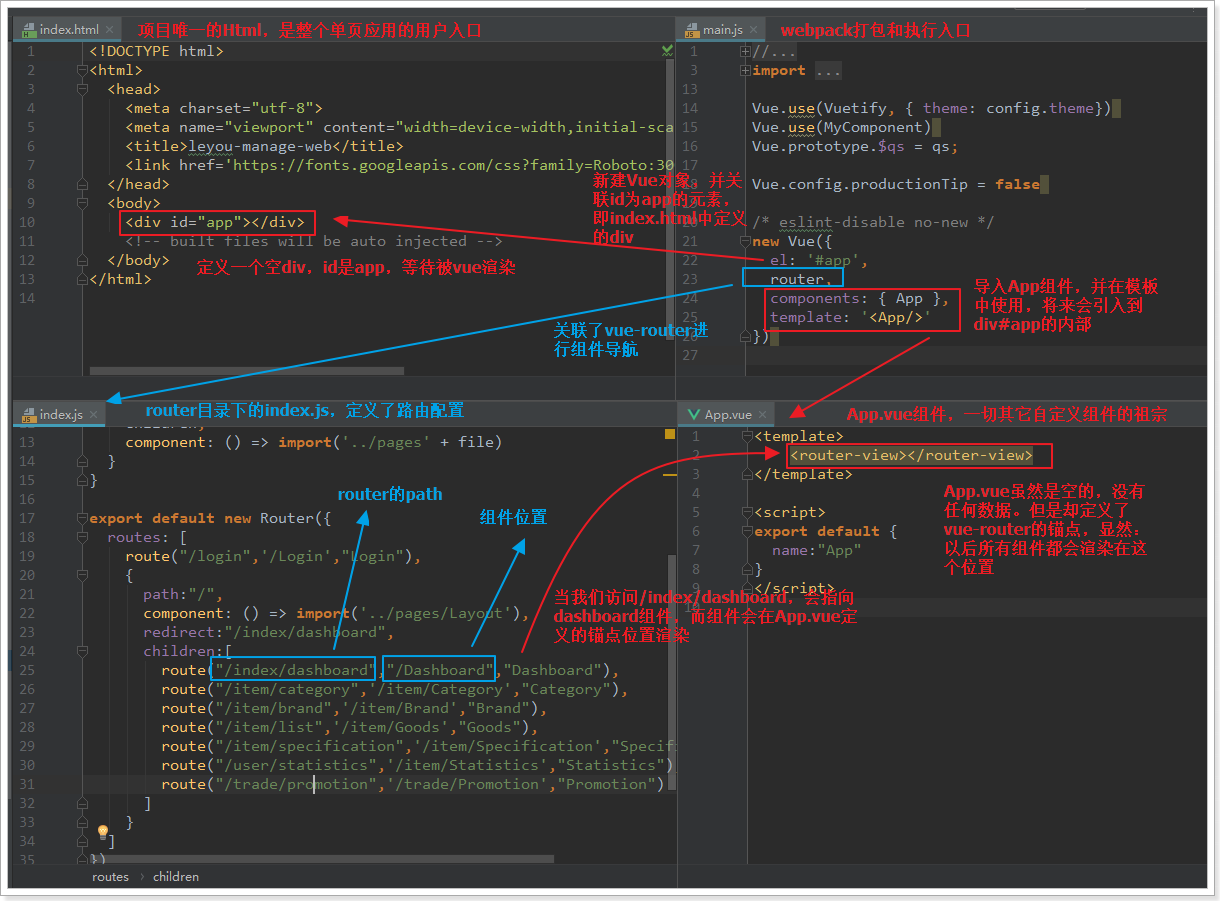 index.html
项目唯一的Html，是整个单页应用的用户入口
1 <!DOCTYPE html>
2 <html>
3 <head>
4 <meta charset="utf-8">
5 <meta name="viewport" content="width=device-width,initial-sca
6 <title>leyou-manage-web</title>
7 <link href='https://fonts.googleapis.com/css?family=Roboto:30
8 </head>
9 <body>
10 <div id="app"></div>
11 <!-- built files will be auto injected -->
12 </body>
13 </html>
14
定义一个空div，id是app，等待被vue渲染
main.js
webpack打包和执行入口
1 //...
3 import ...
13
14 Vue.use(Vuetify, { theme: config.theme})
15 Vue.use(MyComponent)
16 Vue.prototype.$qs = qs;
17
Vue.config.productionTip = false
/* eslint-disable no-new */
21 new Vue({
22 el: '#app',
23 router,
24 components: { App },
25 template: '<App/>'
26 })
27
新建Vue对象，并关
联id为app的元素，
即index.html中定义
的div
导入App组件，并在模板
中使用，将来会引入到
div#app的内部
关联了vue-router进
行组件导航
index.js
router目录下的index.js，定义了路由配置
13 component: () => import('../pages' + file)
14 }
15 }
16
17 export default new Router({
18 routes: [
19 route("/login",'/Login',"Login"),
20 {
21 path:"/",
22 component: () => import('../pages/Layout'),
23 redirect:"/index/dashboard",
24 children:[
25 route("/index/dashboard","/Dashboard","Dashboard"),
26 route("/item/category",'/item/Category',"Category"),
27 route("/item/brand",'/item/Brand',"Brand"),
28 route("/item/list",'/item/Goods',"Goods"),
29 route("/item/specification",'/item/Specification',"Specifi
30 route("/user/statistics",'/item/Statistics',"Statistics")
31 route("/trade/promotion",'/trade/Promotion',"Promotion")
32 ]
33 }
34 ]
35 })
routes › children
router的path
组件位置
当我们访问/index/dashboard，会指向
dashboard组件，而组件会在App.vue定
义的锚点位置渲染
App.vue
App.vue组件，一切其它自定义组件的祖宗
1 <template>
2 <router-view></router-view>
3 </template>
4
5 <script>
6 export default {
7 name:"App"
8 }
9 </script>
10
App.vue虽然是空的，没有
任何数据。但是却定义了
vue-router的锚点，显然：
以后所有组件都会渲染在这
个位置